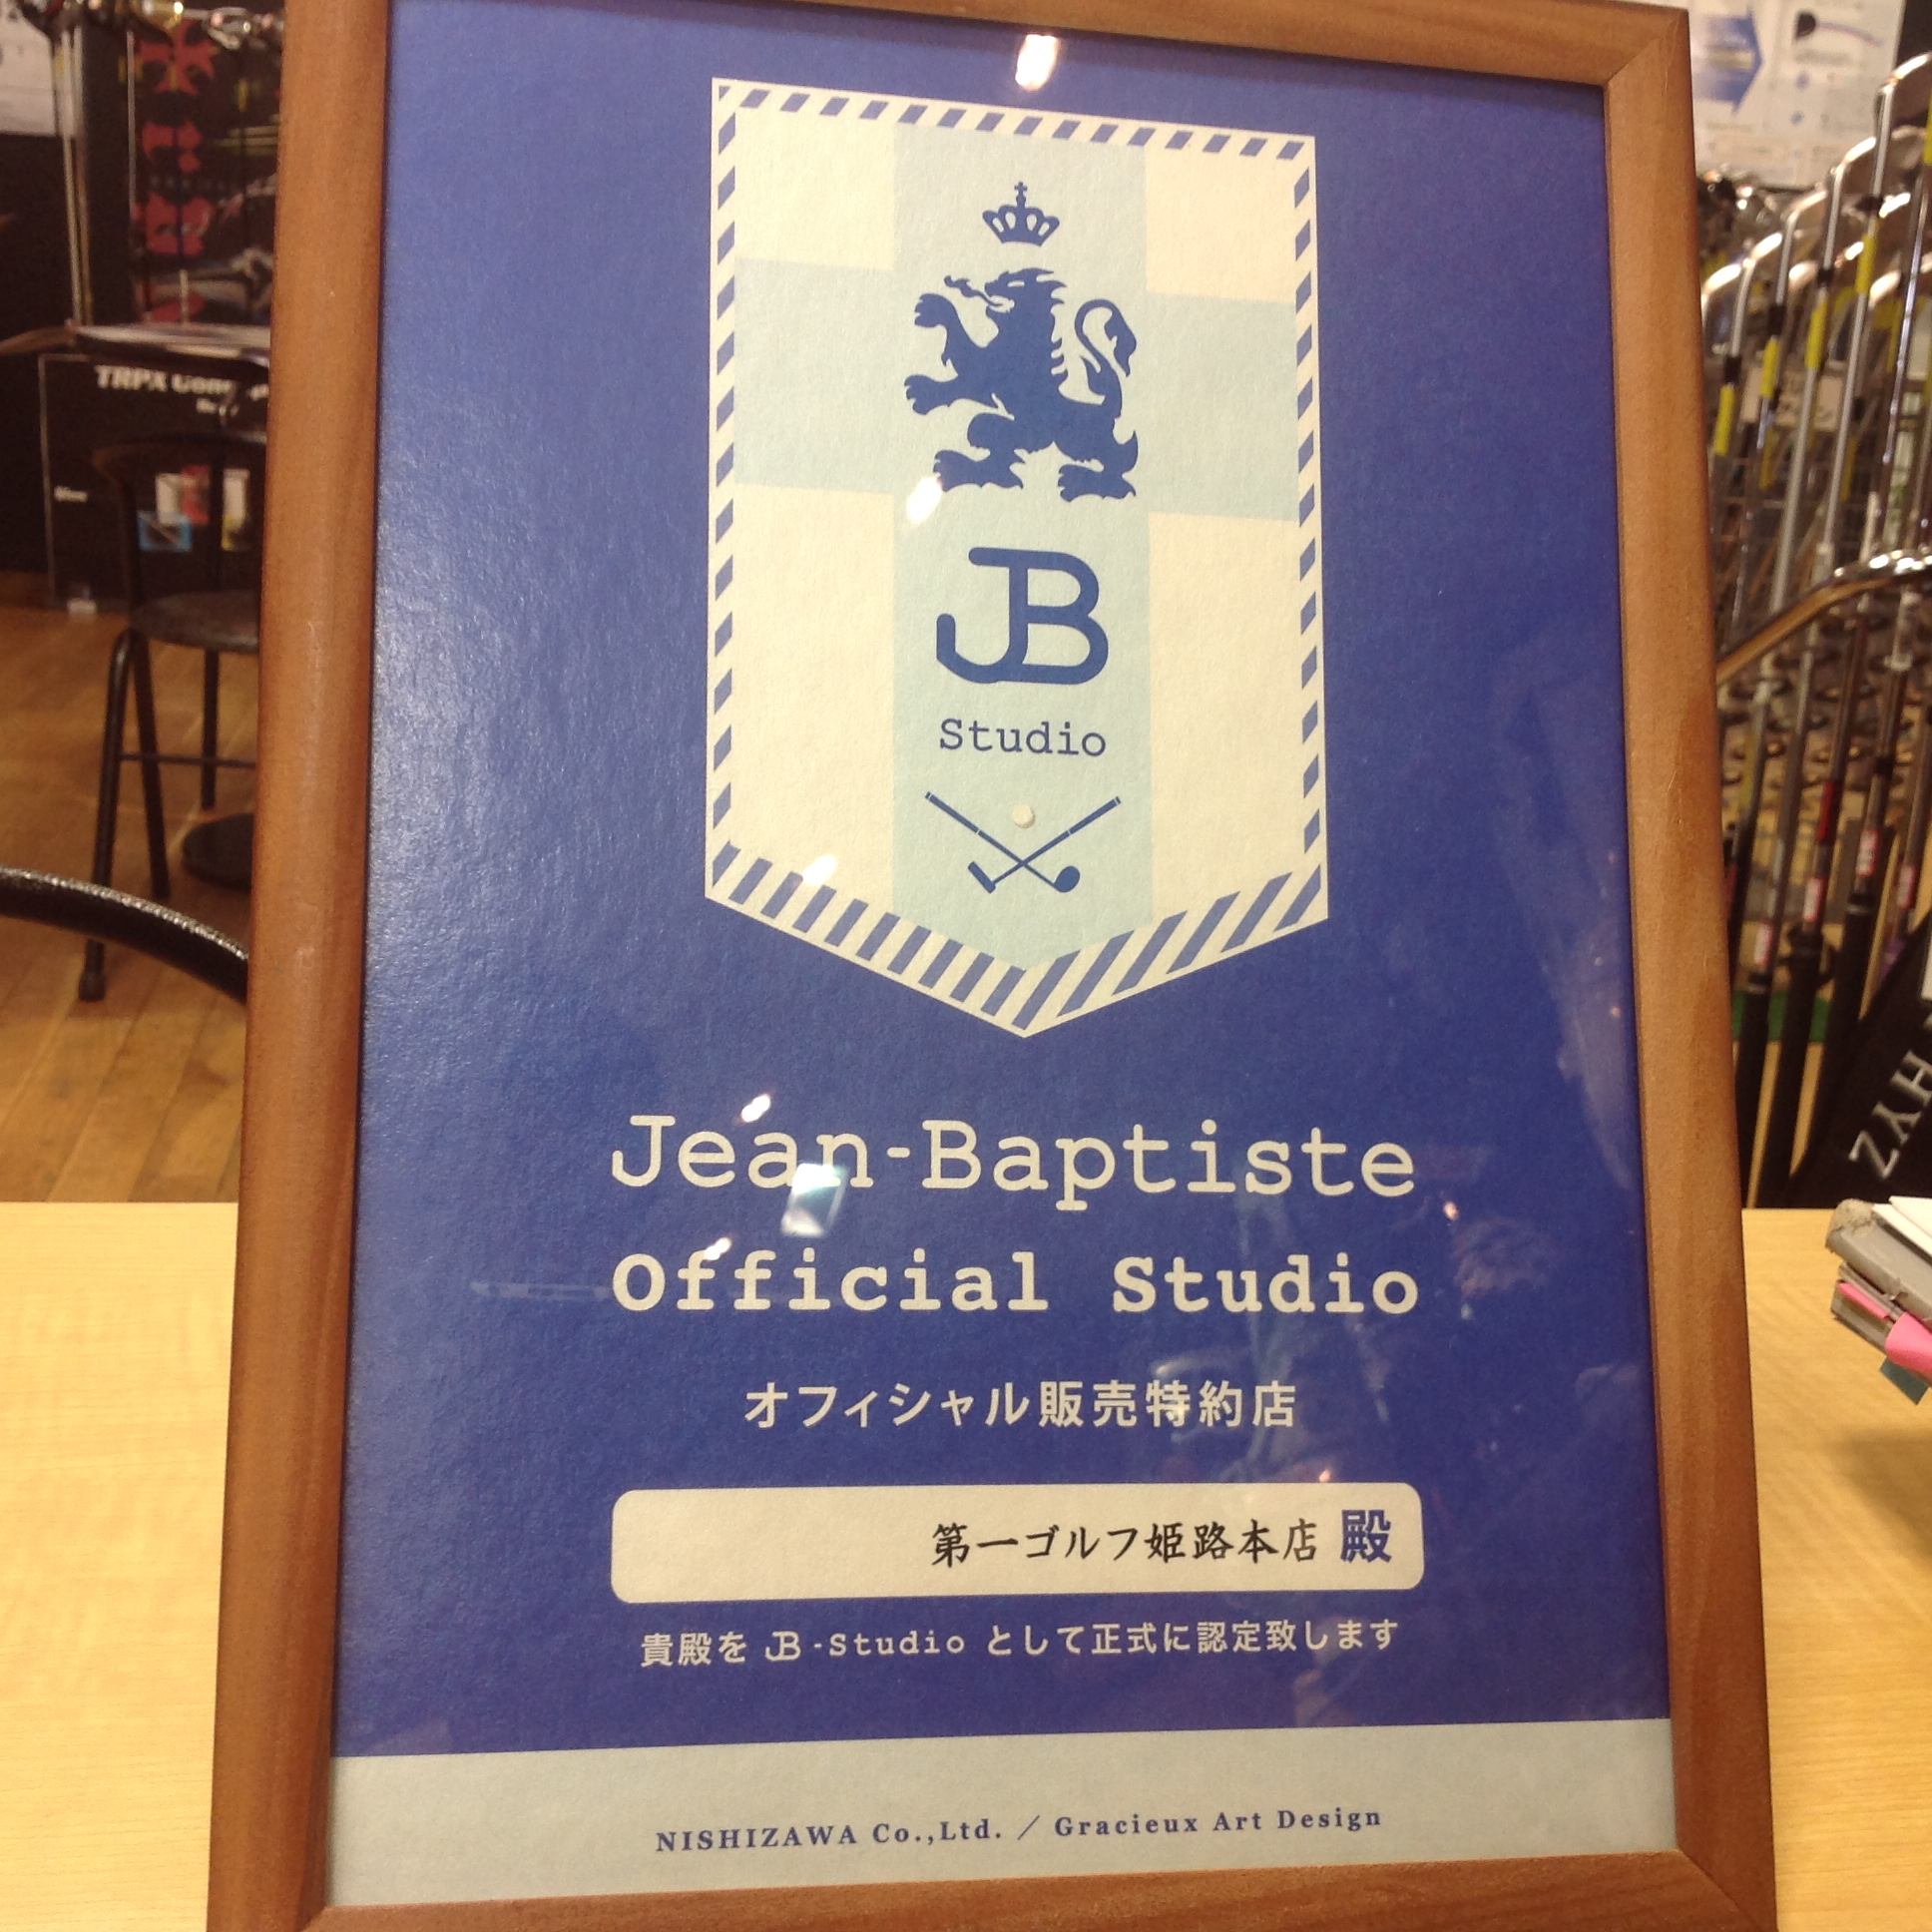 JB
Studio
Jean-Baptiste
Official Studio
オフィシャル販売特約店
第一ゴルフ姫路本店 殿
貴殿を JB-Studio として正式に認定致します
NISHIZAWA Co.,Ltd. ／ Gracieux Art Design
TRPX
HYZ